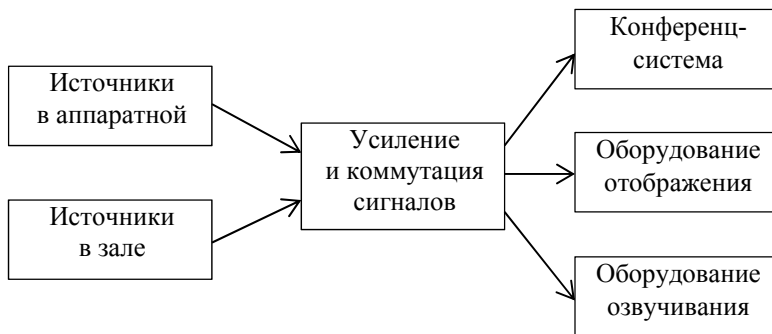 Источники
в аппаратной
Источники
в зале
Усиление
и коммутация
сигналов
Конференц-
система
Оборудование
отображения
Оборудование
озвучивания